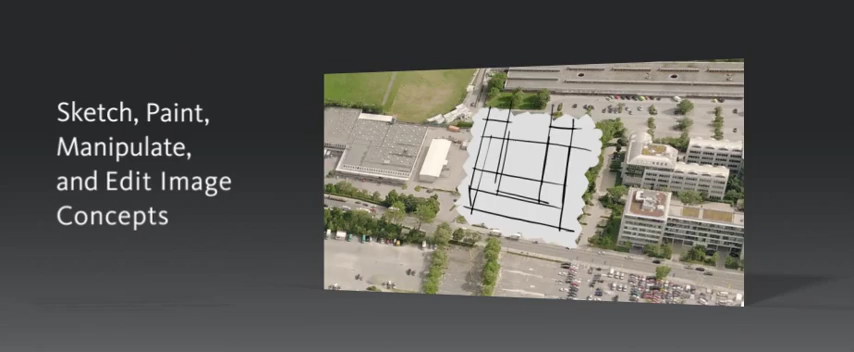 Sketch, Paint,
Manipulate,
and Edit Image
Concepts